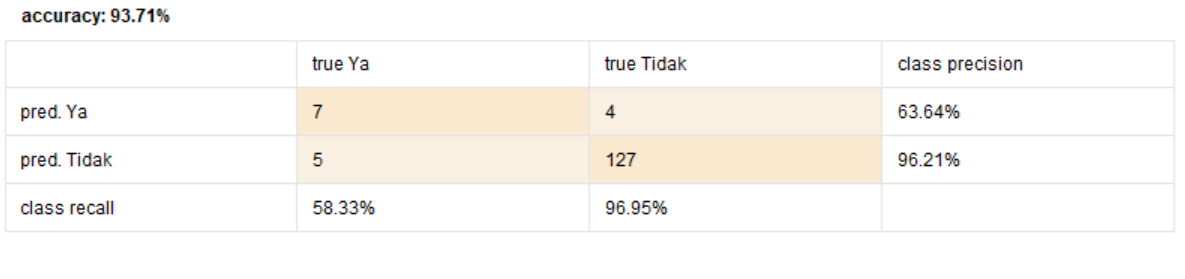 accuracy: 93.71%
true Ya true Tidak class precision
pred. Ya 7 4 63.64%
pred. Tidak 5 127 96.21%
class recall 58.33% 96.95%